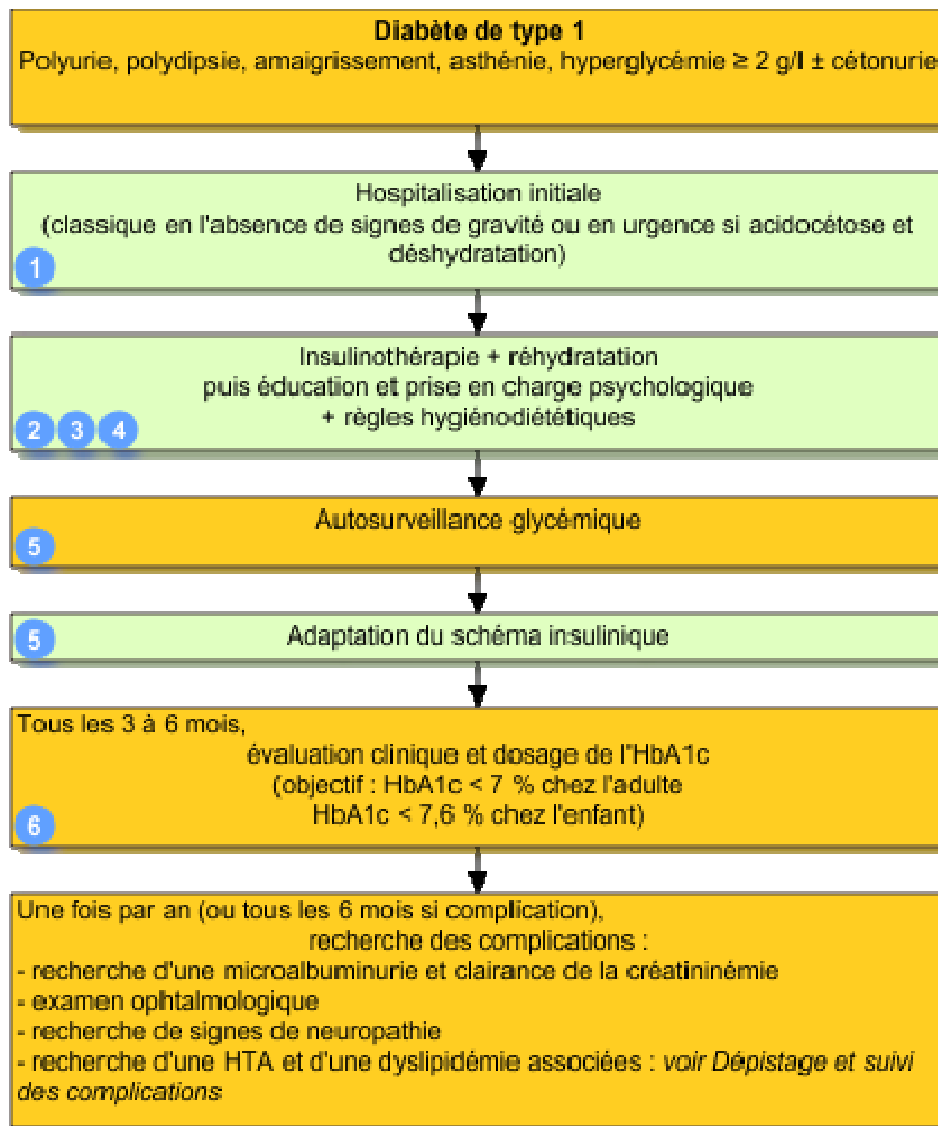 Diabète de type 1
Polyurie, polydipsie, amaigrissement, asthénie, hyperglycémie ≥ 2 g/l ± cétonurie
Hospitalisation initiale
(classique en l'absence de signes de gravité ou en urgence si acidocétose et
déshydratation)
1
Insulinothérapie + réhydratation
puis éducation et prise en charge psychologique
+ règles hygiénodiététiques
2 3 4
Autosurveillance glycémique
5
Adaptation du schéma insulinique
5
Tous les 3 à 6 mois,
évaluation clinique et dosage de l'HbA1c
(objectif : HbA1c < 7 % chez l'adulte
HbA1c < 7,6 % chez l'enfant)
6
Une fois par an (ou tous les 6 mois si complication),
recherche des complications :
- recherche d'une microalbuminurie et clairance de la créatininémie
- examen ophtalmologique
- recherche de signes de neuropathie
- recherche d'une HTA et d'une dyslipidémie associées : voir Dépistage et suivi
des complications